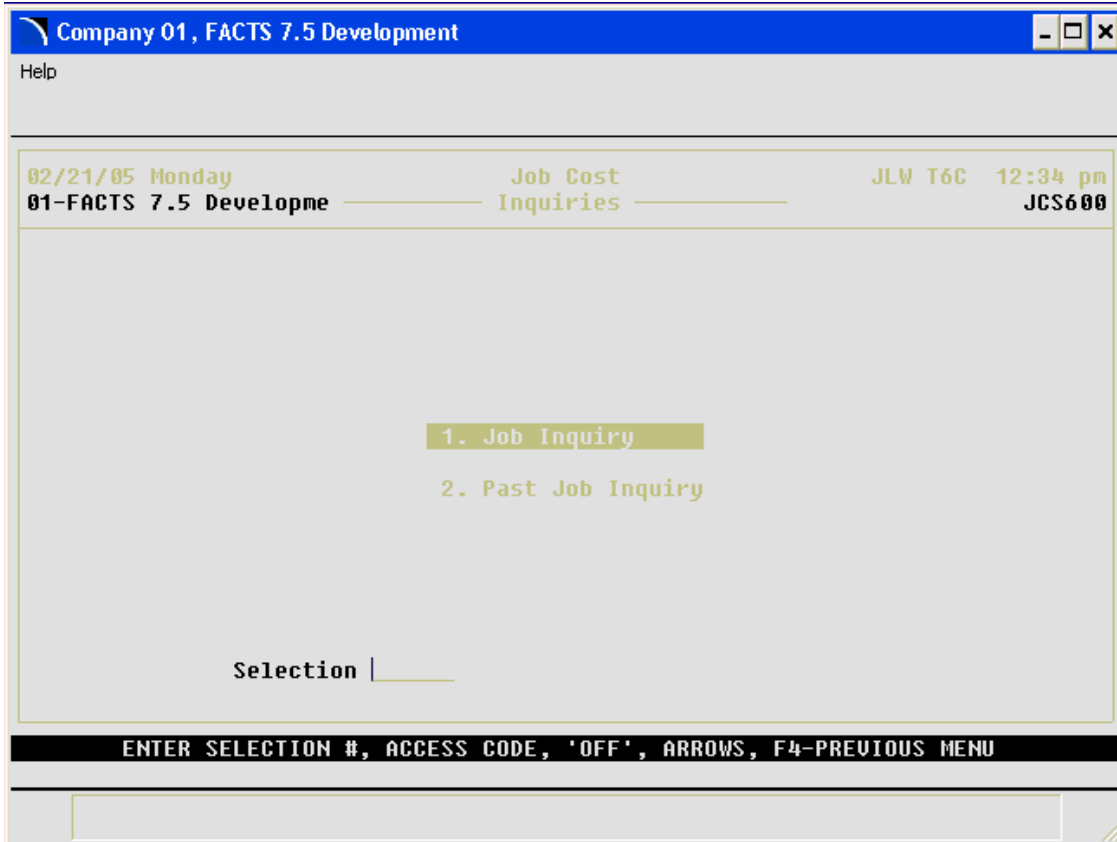 Company 01, FACTS 7.5 Development
Help
02/21/05 Monday Job Cost JLW T6C 12:34 pm
01-FACTS 7.5 Developme Inquiries JCS600
1. Job Inquiry
2. Past Job Inquiry
Selection
ENTER SELECTION #, ACCESS CODE, 'OFF', ARROWS, F4-PREVIOUS MENU